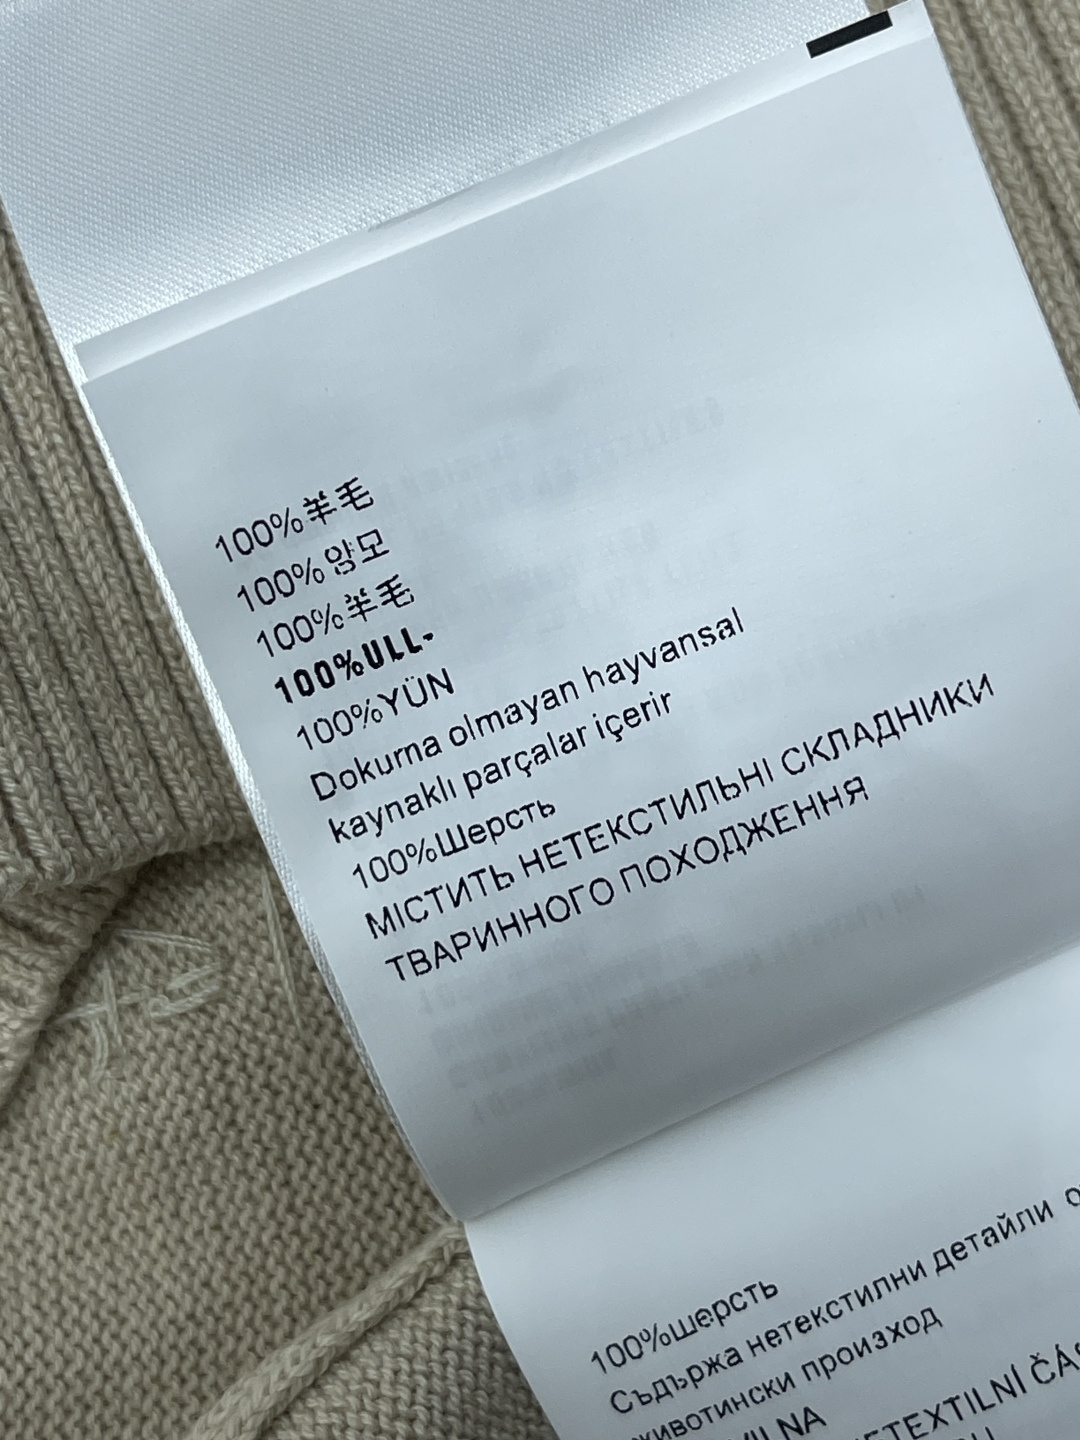 100%羊毛
100%양모
100%羊毛
100%ULL-
100%YÜN
Dokurna olmayan hayvansal
kaynaklı parçalar içerir
100%Шерсть
МІСТИТЬ НЕТЕКСТИЛЬНІ СКЛАДНИКИ
ТВАРИННОГО ПОХОДЖЕННЯ
100%шерсть
Съдържа нетекстилни детайли
животински произход